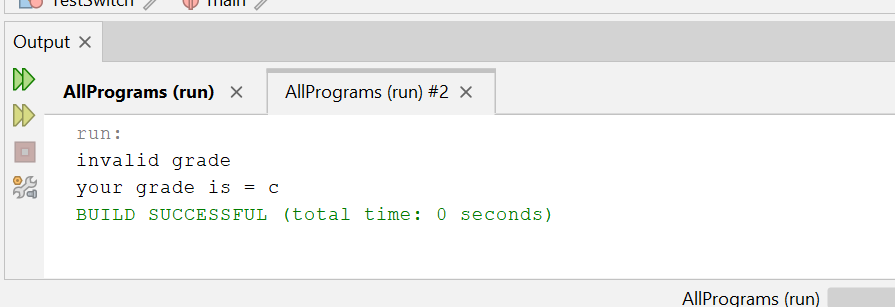 TestSwitch main
Output
AllPrograms (run) AllPrograms (run) #2
run:
invalid grade
your grade is = c
BUILD SUCCESSFUL (total time: 0 seconds)
AllPrograms (run)